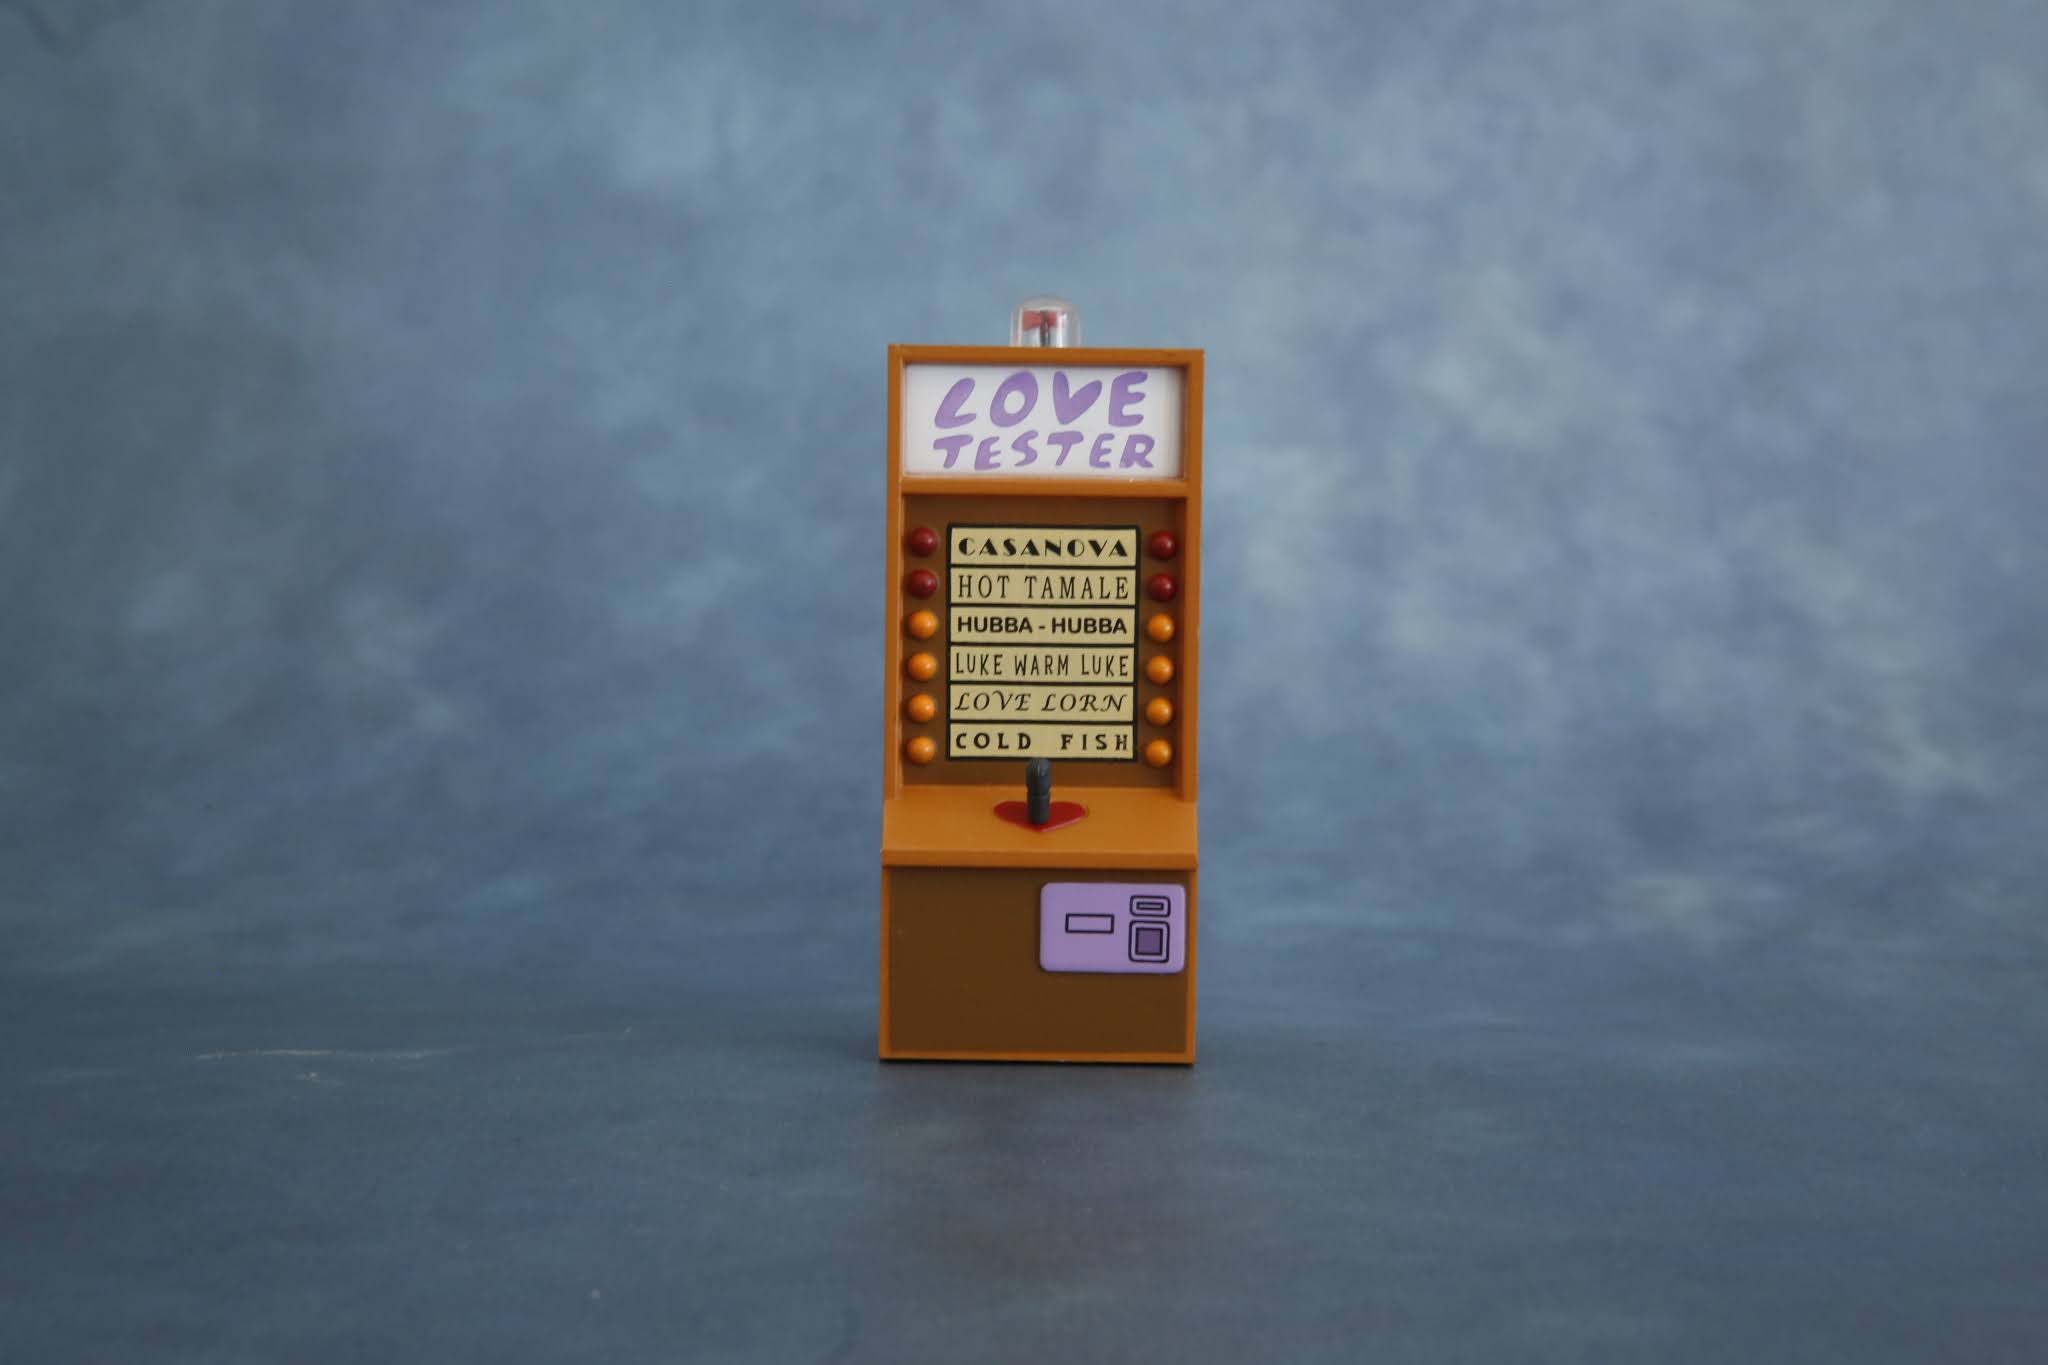 LOVE
TESTER
CASANOVA
HOT TAMALE
HUBBA - HUBBA
LUKE WARM LUKE
LOVE LORN
COLD FISH